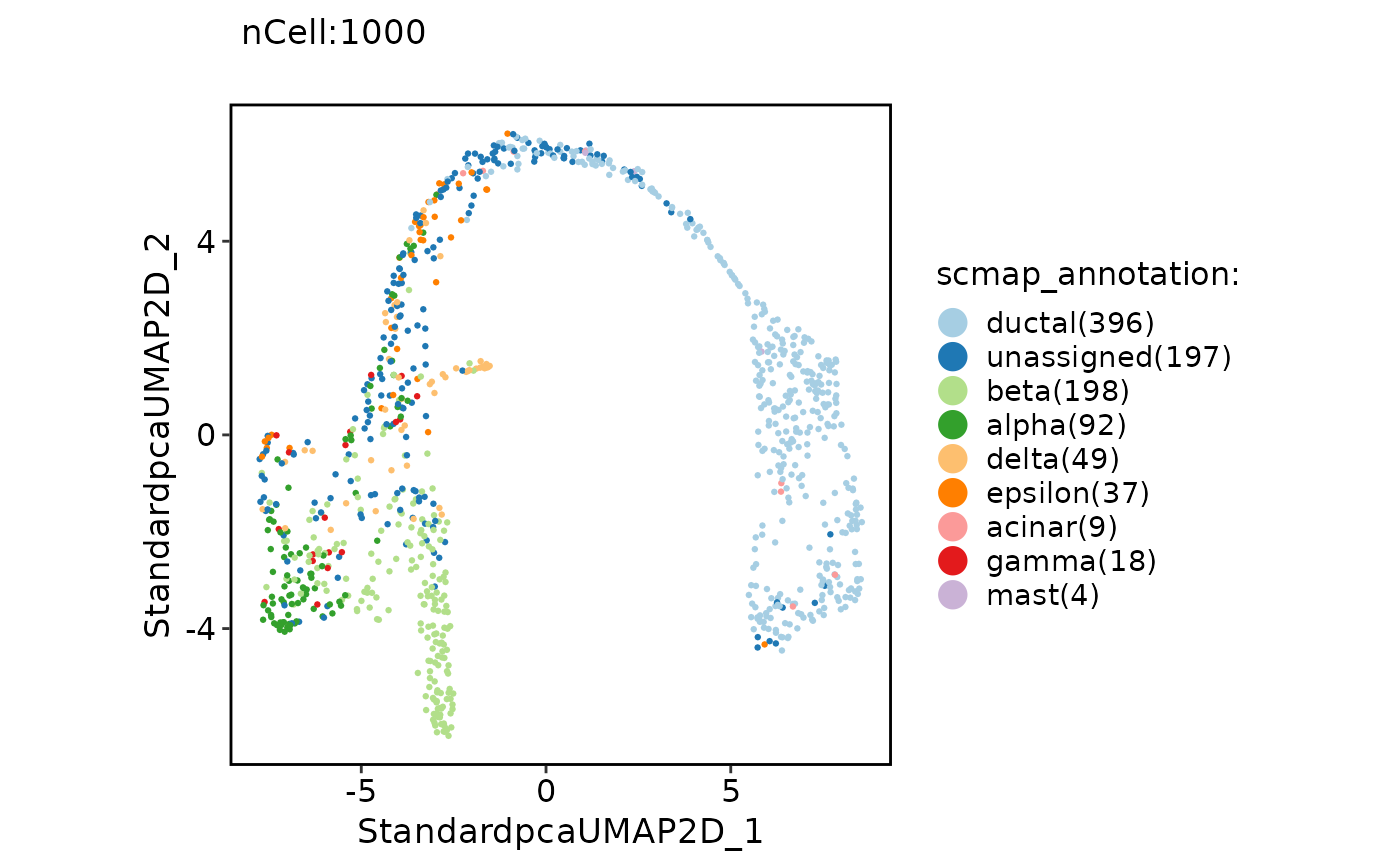 nCell:1000
StandardpcaUMAP2D_2
4
0
-4
-5
0
5
StandardpcaUMAP2D_1
scmap_annotation:
ductal(396)
unassigned(197)
beta(198)
alpha(92)
delta(49)
epsilon(37)
acinar(9)
gamma(18)
mast(4)